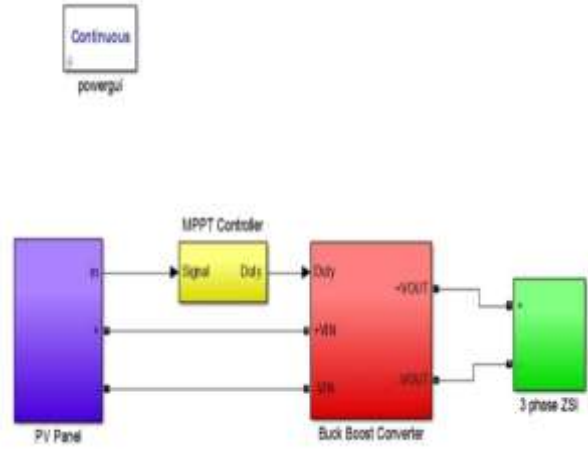 Continuous
powergui
MPPT Controller
m
Signal
Duty
Duty
+VOUT
+
+VIN
+
-VIN
-VOUT
3 phase ZSI
PV Panel
Buck Boost Converter